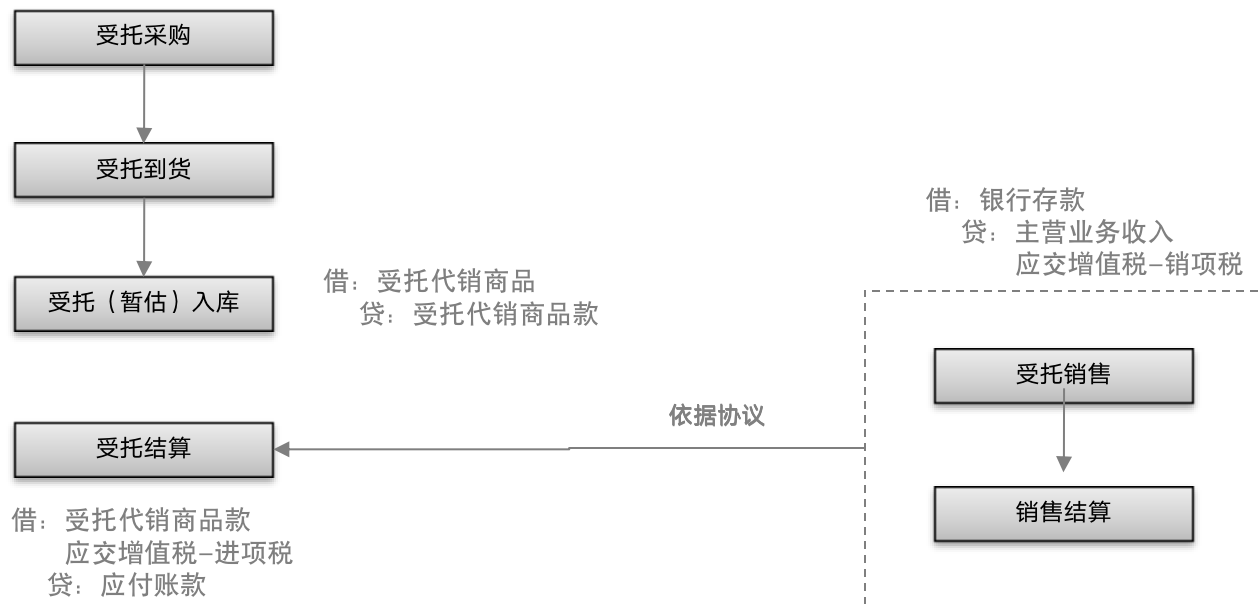 受托采购
受托到货
受托（暂估）入库
借：受托代销商品
贷：受托代销商品款
借：银行存款
贷：主营业务收入
应交增值税-销项税
受托销售
销售结算
依据协议
受托结算
借：受托代销商品款
应交增值税-进项税
贷：应付账款